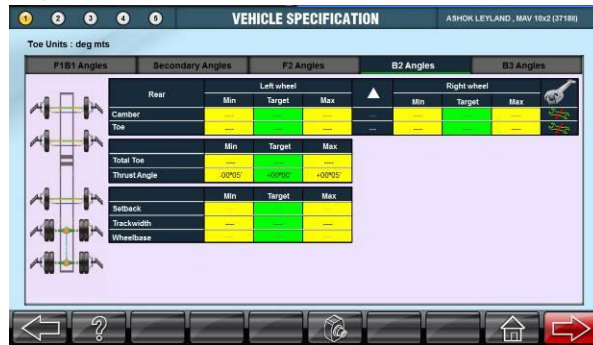 1 2 3 4 5 VEHICLE SPECIFICATION ASHOK LEYLAND , MAV 10x2 (3718II)
Toe Units : deg mts
F1B1 Angles Secondary Angles F2 Angles B2 Angles B3 Angles
Rear Left wheel Right wheel
Min Target Max Min Target Max
Camber --- --- --- --- --- --- ---
Toe --- --- --- --- --- --- ---
Min Target Max
Total Toe --- --- ---
Thrust Angle -00°05' +00°00' +00°05'
Min Target Max
Setback
Trackwidth --- --- ---
Wheelbase --- --- ---
?